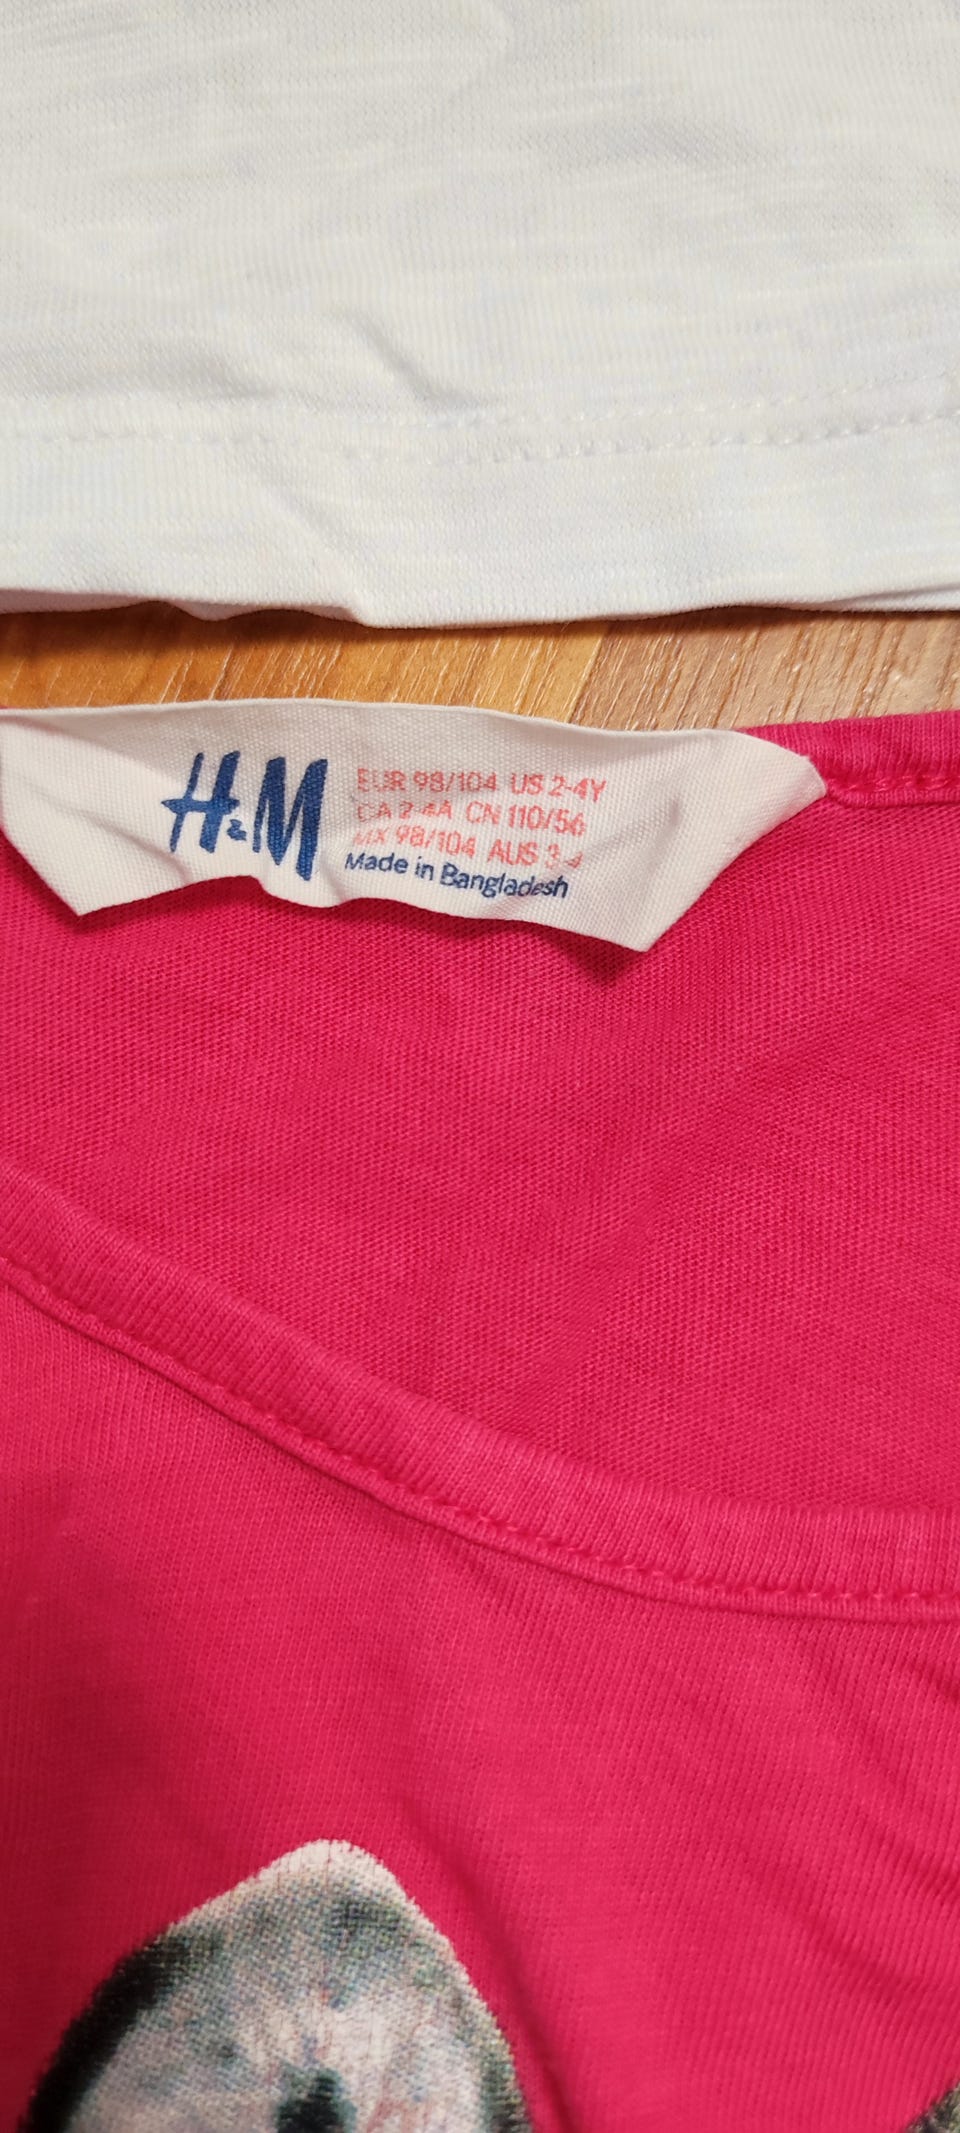 H&M
EUR 98/104 US 2-4Y
CA 2-4A CN 110/56
MX 98/104 AUS 3-4
Made in Bangladesh